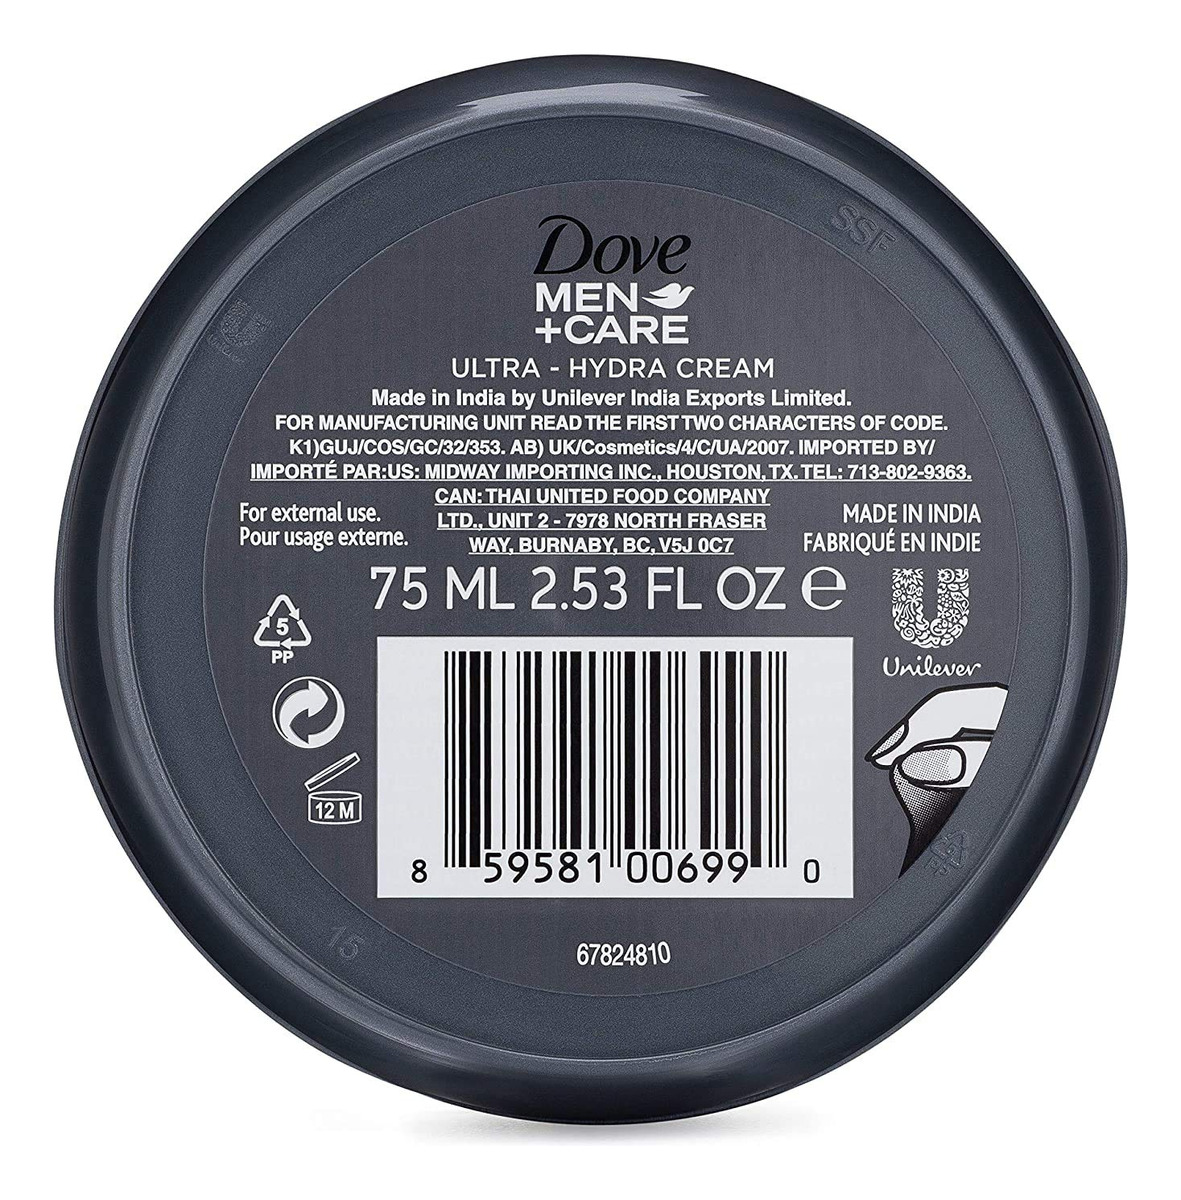 SSF
Dove
MEN
+CARE
ULTRA - HYDRA CREAM
Made in India by Unilever India Exports Limited.
FOR MANUFACTURING UNIT READ THE FIRST TWO CHARACTERS OF CODE.
K1)GUJ/COS/GC/32/353. AB) UK/Cosmetics/4/C/UA/2007. IMPORTED BY/
IMPORTÉ PAR:US: MIDWAY IMPORTING INC., HOUSTON, TX. TEL: 713-802-9363.
CAN: THAI UNITED FOOD COMPANY
LTD., UNIT 2 - 7978 NORTH FRASER
WAY, BURNABY, BC, V5J 0C7
For external use.
Pour usage externe.
MADE IN INDIA
FABRIQUÉ EN INDIE
75 ML 2.53 FL OZ e
5
PP
Unilever
12 M
8 59581 00699 0
15
67824810